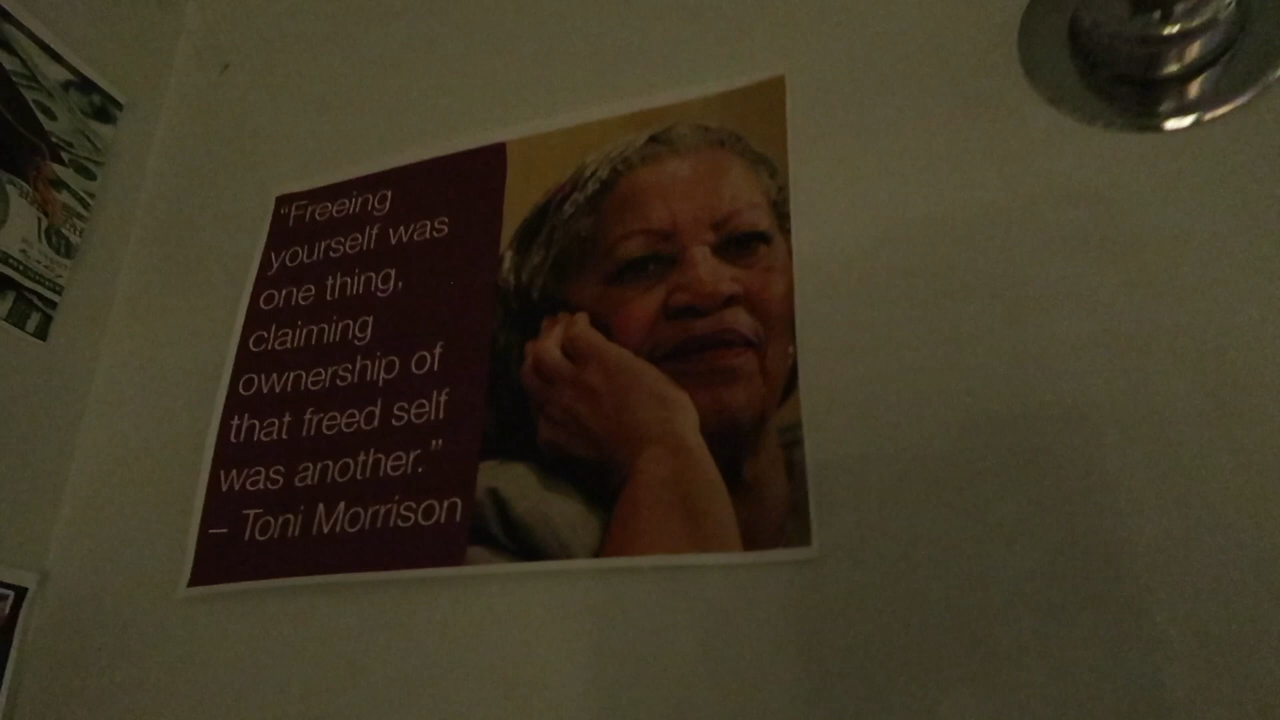 “Freeing
yourself was
one thing,
claiming
ownership of
that freed self
was another.”
– Toni Morrison